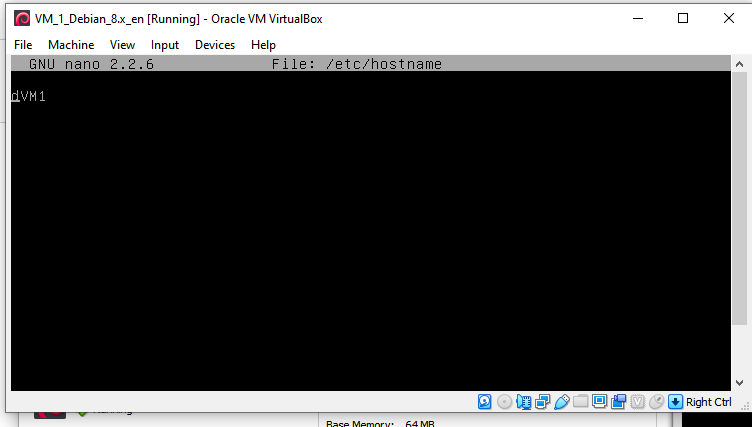 VM_1_Debian_8.x_en [Running] - Oracle VM VirtualBox
File Machine View Input Devices Help
GNU nano 2.2.6 File: /etc/hostname
dVM1
Right Ctrl
Running
Base Memory: 64 MB